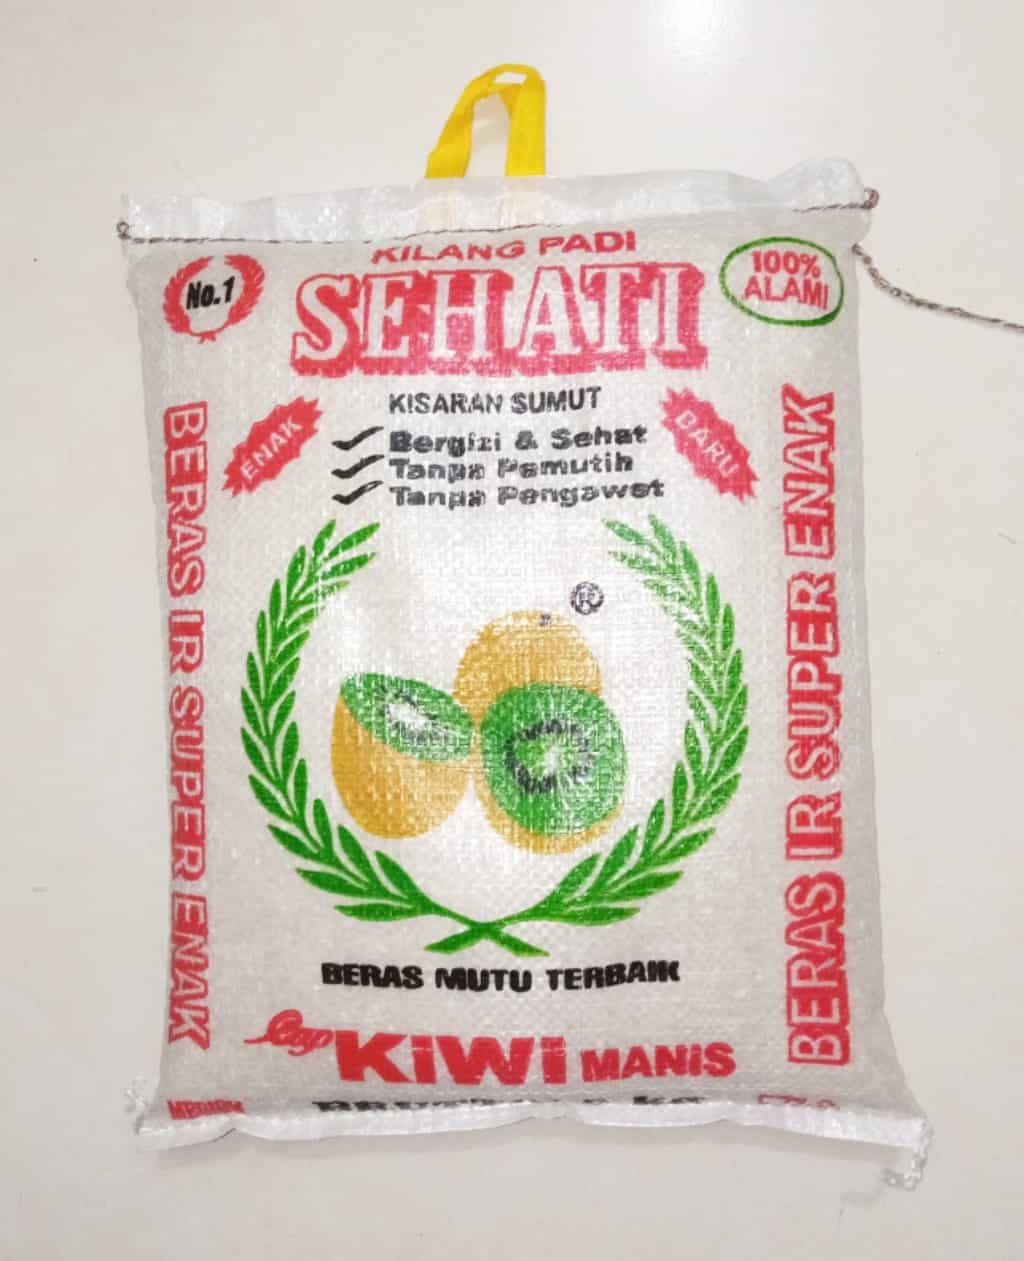 KILANG PADI
SEHATI
No.1
100%
ALAMI
KISARAN SUMUT
ENAK
BARU
Bergizi & Sehat
Tanpa Pemutih
Tanpa Pengawet
BERAS IR SUPER ENAK
BERAS IR SUPER ENAK
R
BERAS MUTU TERBAIK
Cap KIWI MANIS